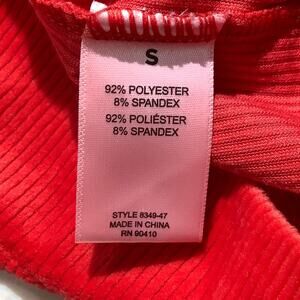 S
92% POLYESTER
8% SPANDEX
92% POLIÉSTER
8% SPANDEX
STYLE 8349-47
MADE IN CHINA
RN 90410